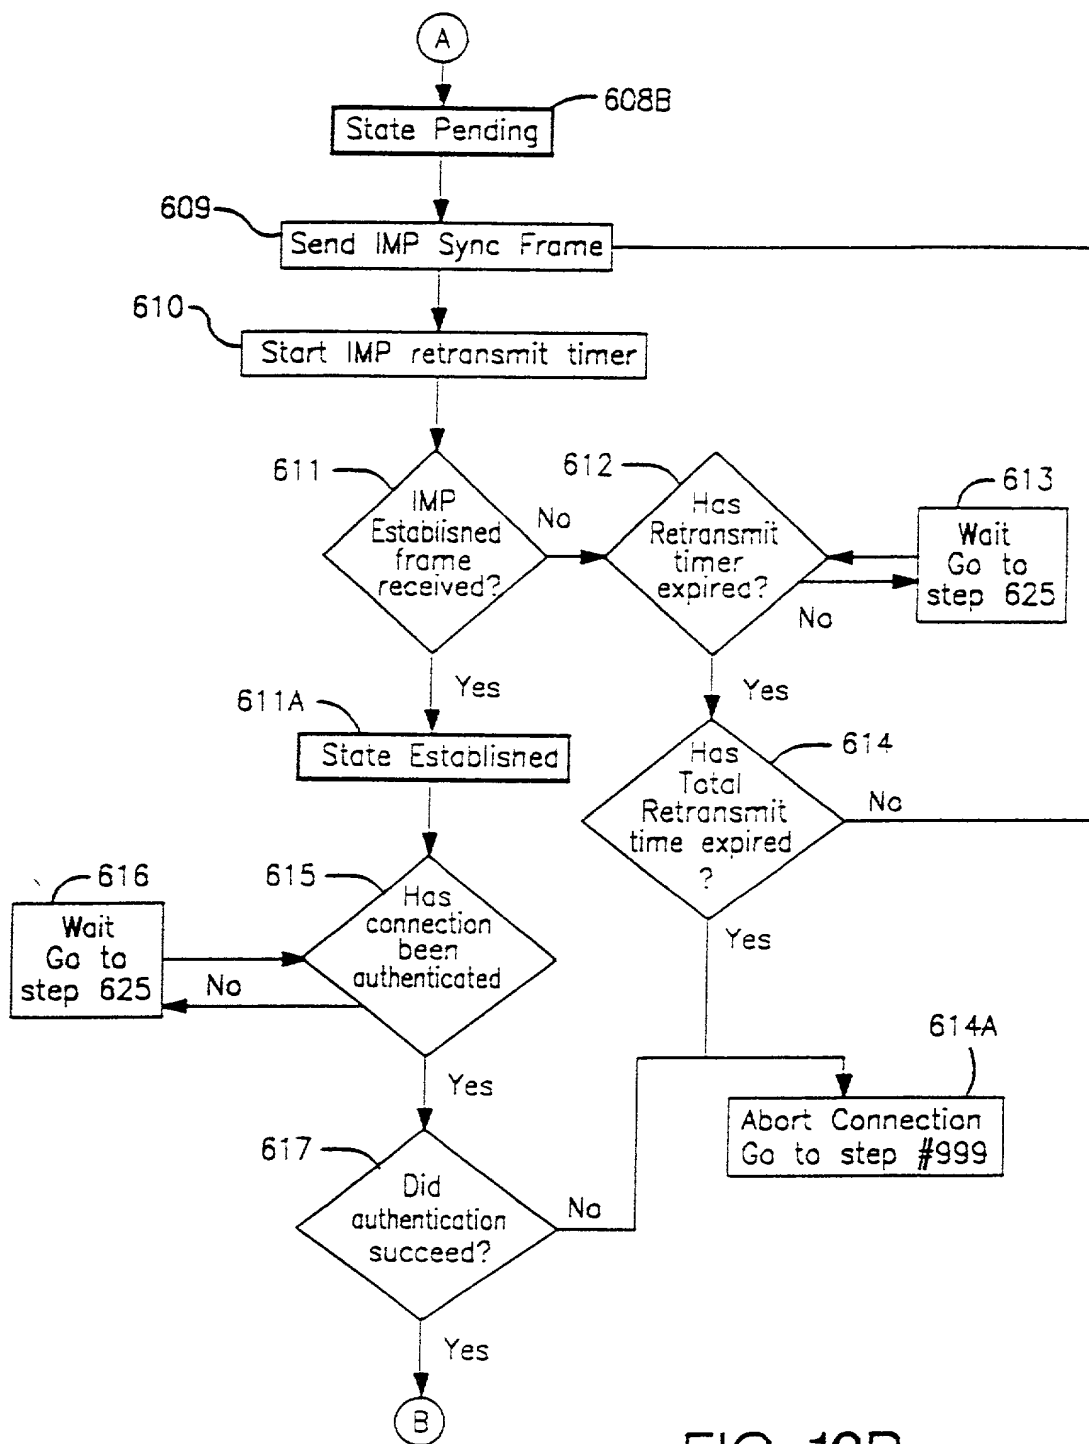 A
608B
State Pending
609
Send IMP Sync Frame
610
Start IMP retransmit timer
611
IMP
Established
frame
received?
No
612
Has
Retransmit
timer
expired?
No
613
Wait
Go to
step 625
Yes
Yes
611A
State Established
614
Has
Total
Retransmit
time expired
?
No
Yes
616
Wait
Go to
step 625
615
Has
connection
been
authenticated
No
Yes
614A
Abort Connection
Go to step #999
617
Did
authentication
succeed?
No
Yes
B